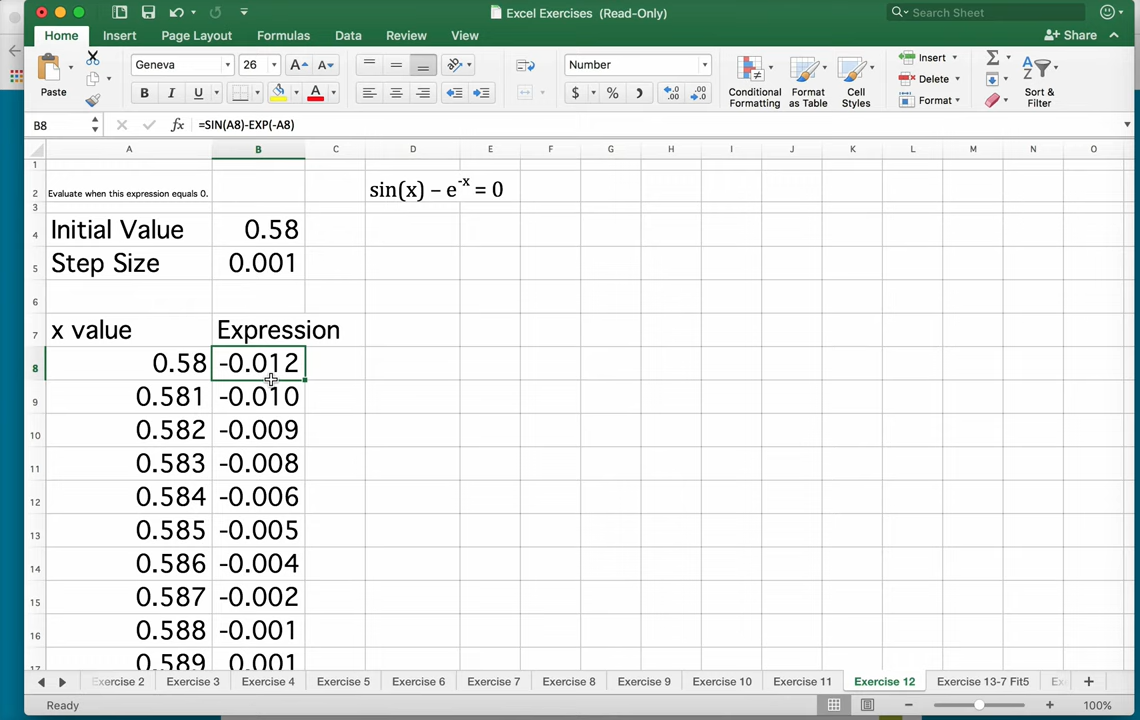 Excel Exercises (Read-Only)
Search Sheet
Home Insert Page Layout Formulas Data Review View
Share
Paste
Geneva 26
Number
Conditional Formatting
Format as Table
Cell Styles
Insert
Delete
Format
Sort & Filter
B8 fx =SIN(A8)-EXP(-A8)
A B C D E F G H I J K L M N O
1
2 Evaluate when this expression equals 0. sin(x) – e^-x = 0
3
4 Initial Value 0.58
5 Step Size 0.001
6
7 x value Expression
8 0.58 -0.012
9 0.581 -0.010
10 0.582 -0.009
11 0.583 -0.008
12 0.584 -0.006
13 0.585 -0.005
14 0.586 -0.004
15 0.587 -0.002
16 0.588 -0.001
17 0.589 0.001
Exercise 2 Exercise 3 Exercise 4 Exercise 5 Exercise 6 Exercise 7 Exercise 8 Exercise 9 Exercise 10 Exercise 11 Exercise 12 Exercise 13-7 Fit5
Ready
100%